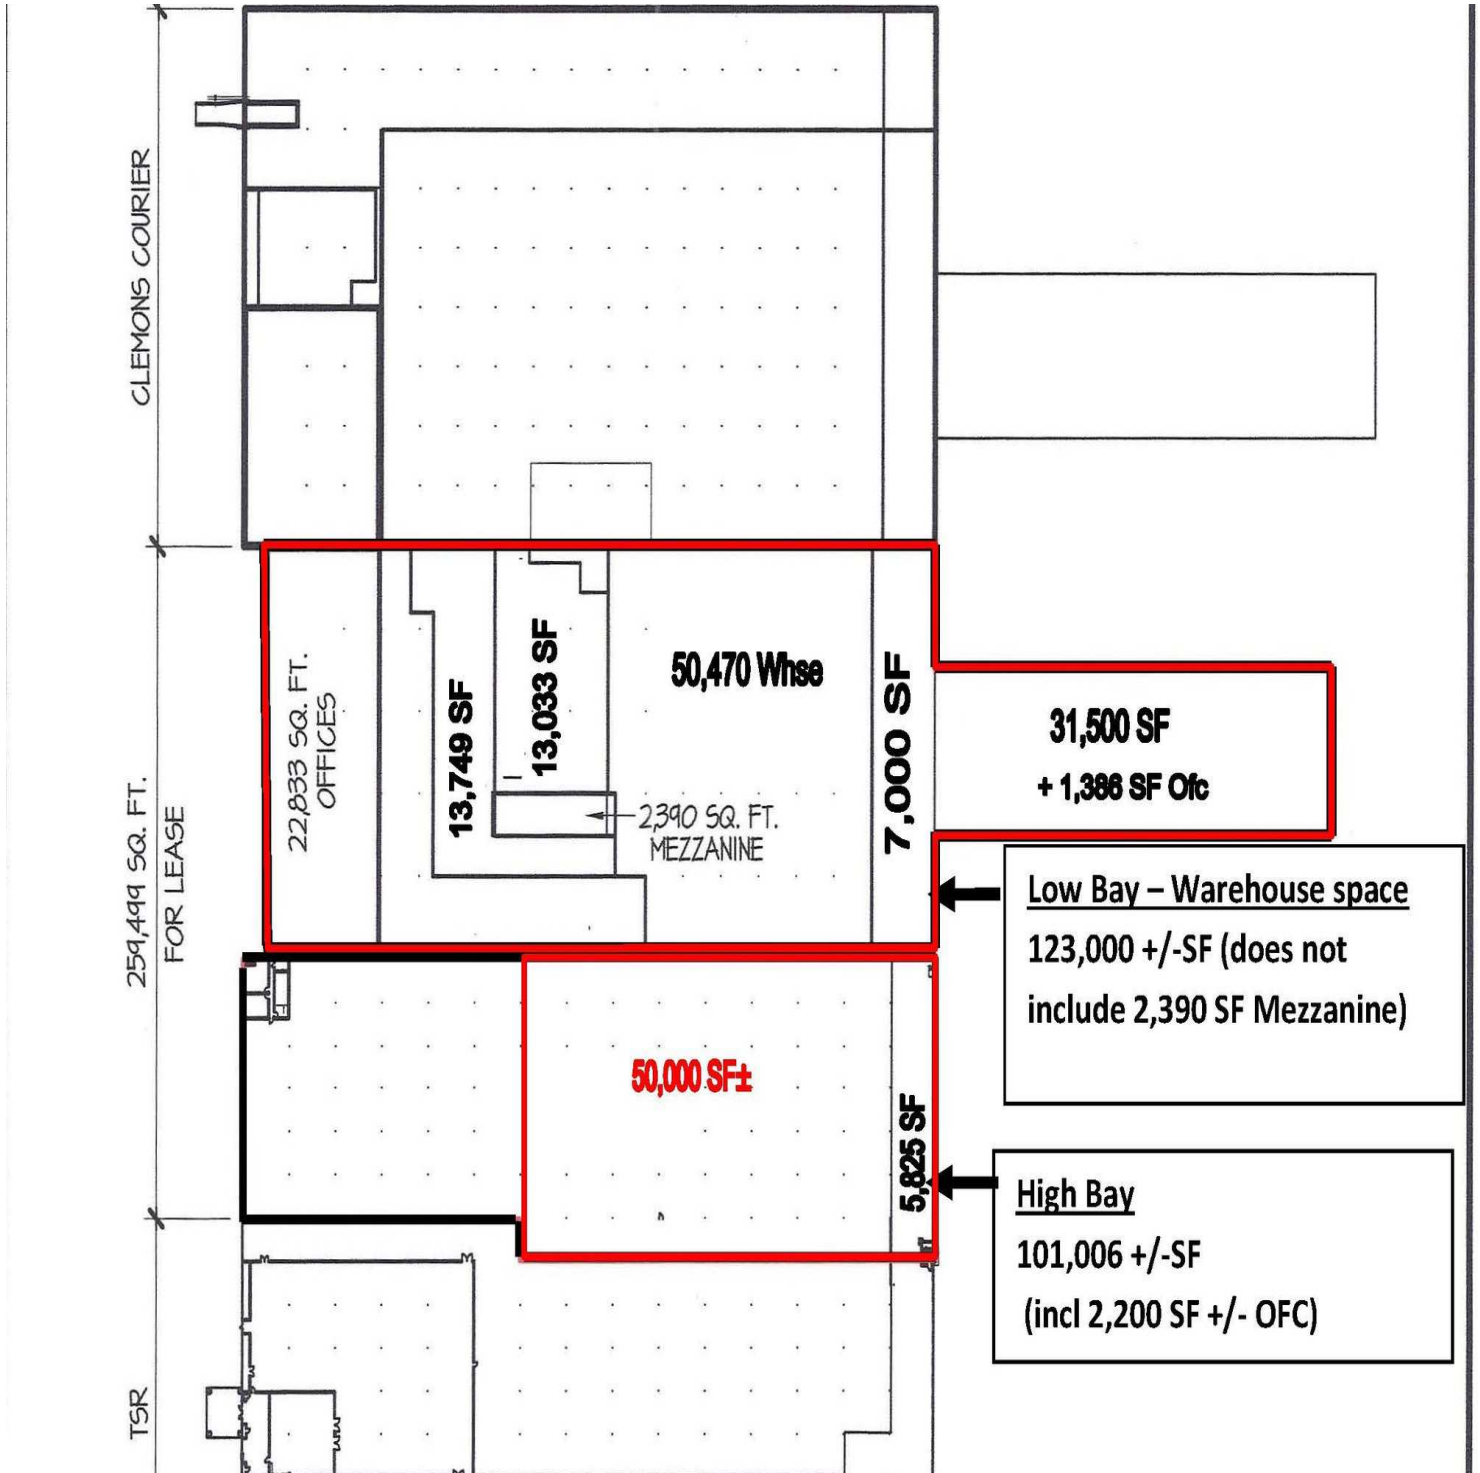 CLEMONS COURIER
259,499 SQ. FT.
FOR LEASE
TSR
22,833 SQ. FT.
OFFICES
13,749 SF
13,033 SF
50,470 Whse
2,390 SQ. FT.
MEZZANINE
7,000 SF
31,500 SF
+ 1,386 SF Ofc
Low Bay – Warehouse space
123,000 +/-SF (does not
include 2,390 SF Mezzanine)
50,000 SF±
5,825 SF
High Bay
101,006 +/-SF
(incl 2,200 SF +/- OFC)